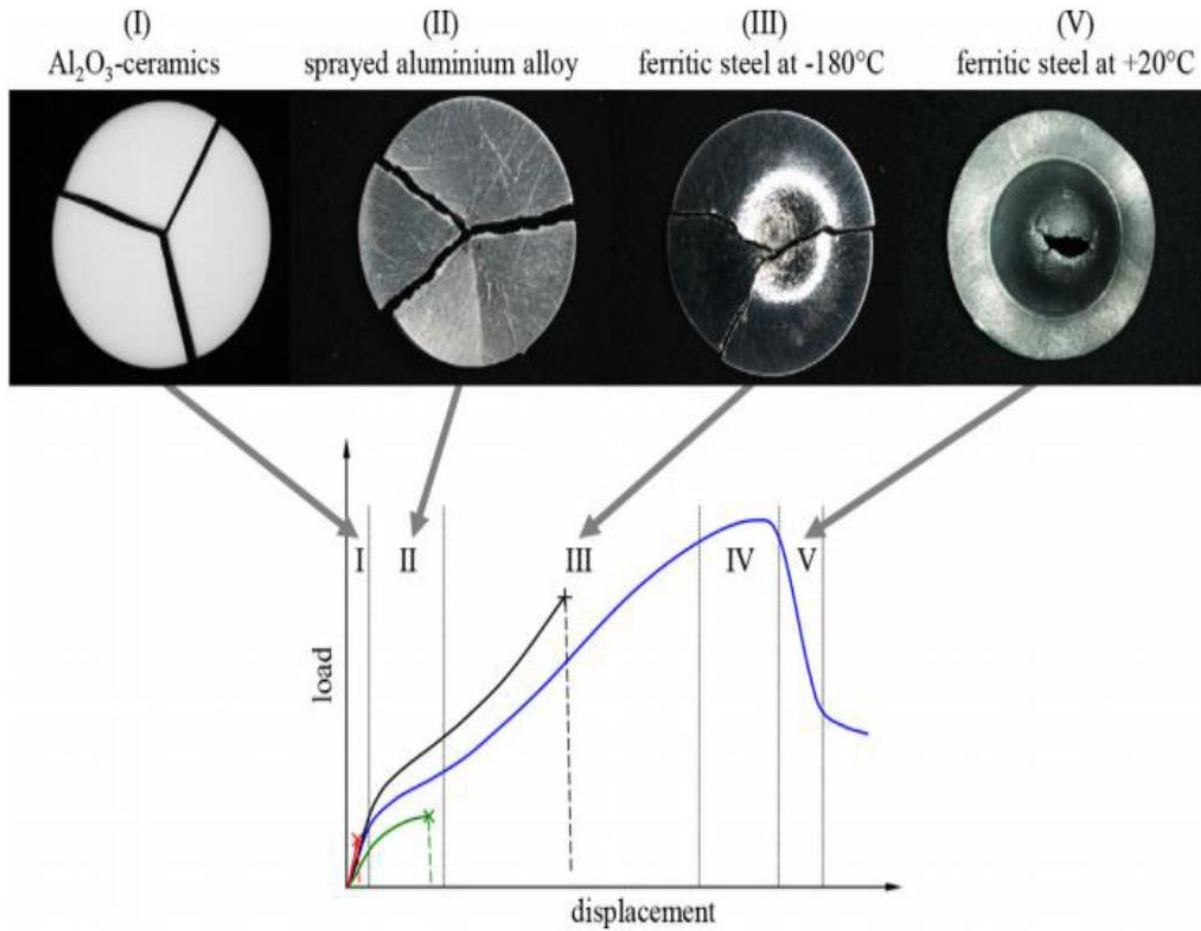 (I)
Al₂O₃-ceramics
(II)
sprayed aluminium alloy
(III)
ferritic steel at -180°C
(V)
ferritic steel at +20°C
I
II
III
IV
V
load
displacement